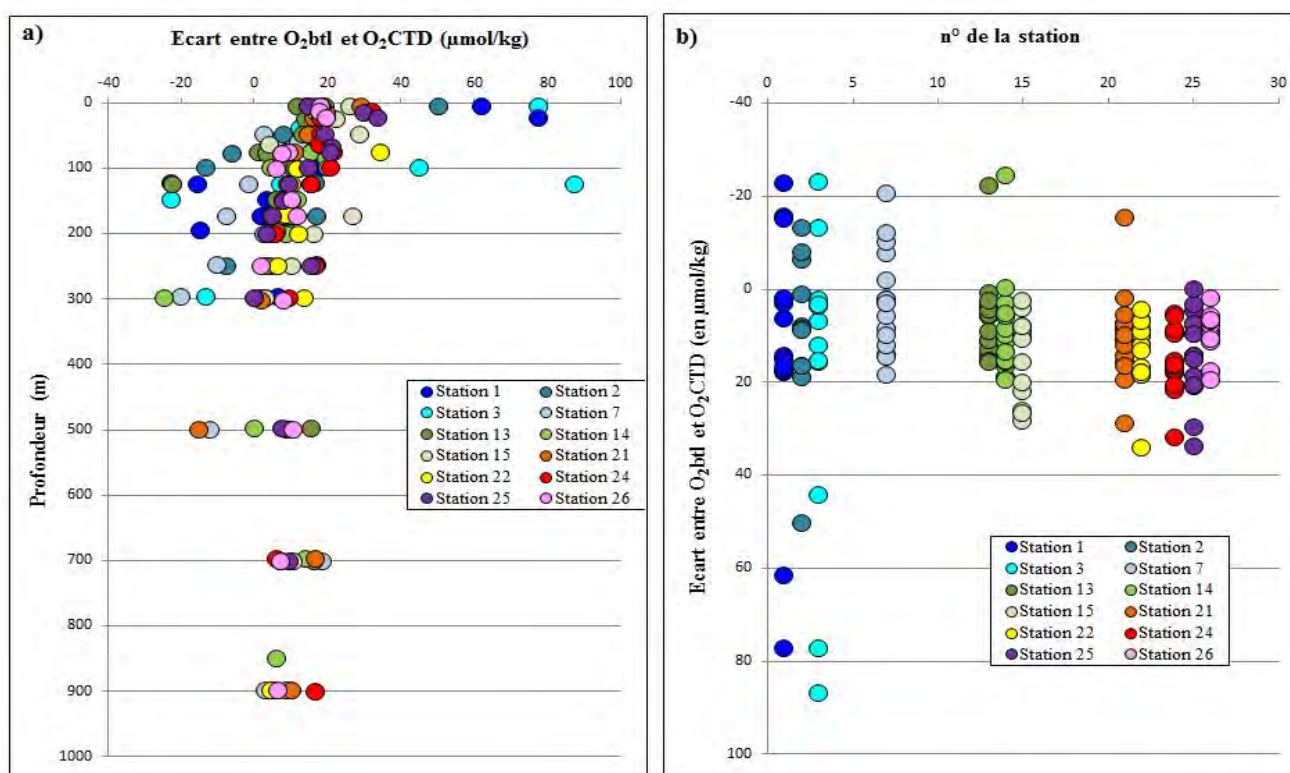 a)
Ecart entre O₂btl et O₂CTD (µmol/kg)
-40 -20 0 20 40 60 80 100
0
100
200
300
400
500
600
700
800
900
1000
Profondeur (m)
Station 1 Station 2
Station 3 Station 7
Station 13 Station 14
Station 15 Station 21
Station 22 Station 24
Station 25 Station 26
b)
n° de la station
0 5 10 15 20 25 30
-40
-20
0
20
40
60
80
100
Ecart entre O₂btl et O₂CTD (en µmol/kg)
Station 1 Station 2
Station 3 Station 7
Station 13 Station 14
Station 15 Station 21
Station 22 Station 24
Station 25 Station 26